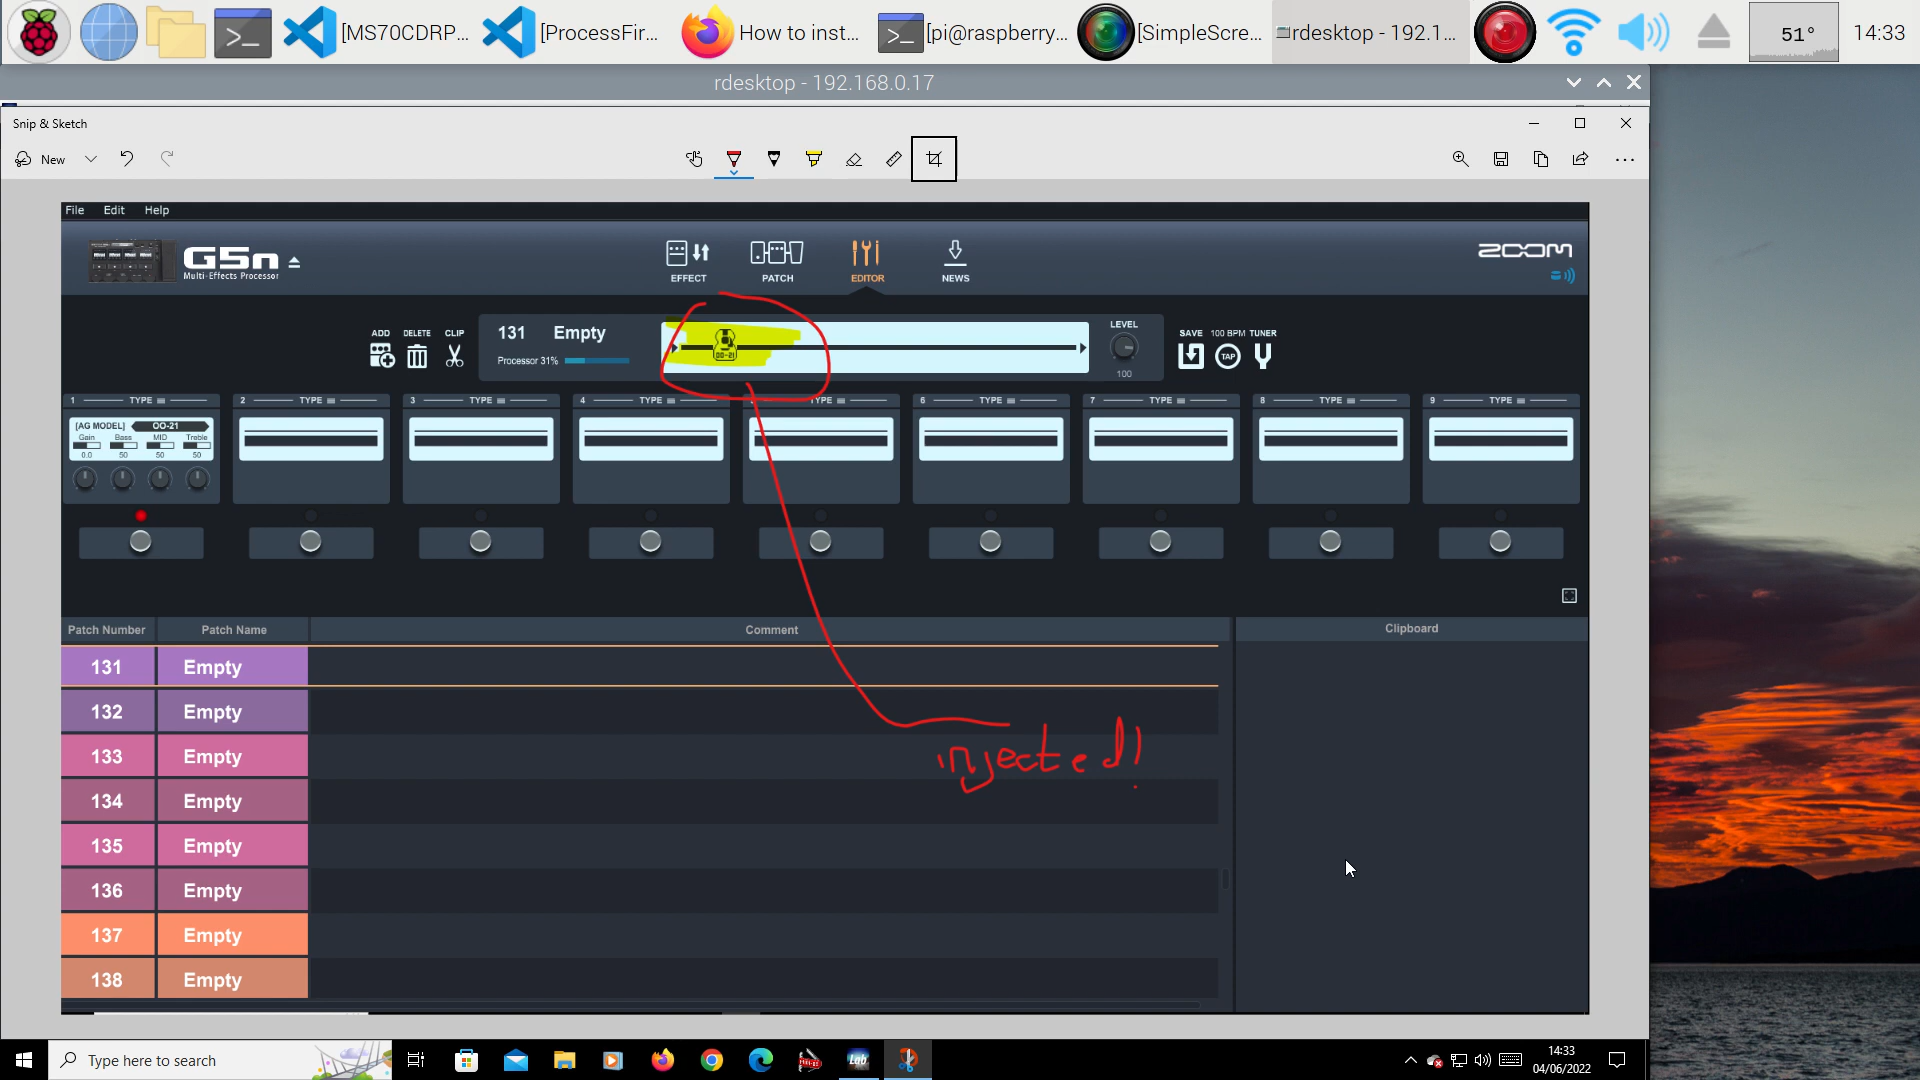 [MS70CDRP...
[ProcessFir...
How to inst...
[pi@raspberry...
[SimpleScre...
rdesktop - 192.1...
51°
14:33
rdesktop - 192.168.0.17
Snip & Sketch
New
File Edit Help
G5n
Multi-Effects Processor
EFFECT
PATCH
EDITOR
NEWS
ZOOM
ADD DELETE CLIP
131 Empty
Processor 31%
OO-21
LEVEL
100
SAVE 100 BPM TUNER
TAP
1 TYPE
2 TYPE
3 TYPE
4 TYPE
TYPE
6 TYPE
7 TYPE
8 TYPE
9 TYPE
[AG MODEL] OO-21
Gain Bass MID Treble
0.0 50 50 50
Patch Number Patch Name Comment Clipboard
131 Empty
132 Empty
133 Empty
134 Empty
135 Empty
136 Empty
137 Empty
138 Empty
injected!
Type here to search
Lab
14:33
04/06/2022